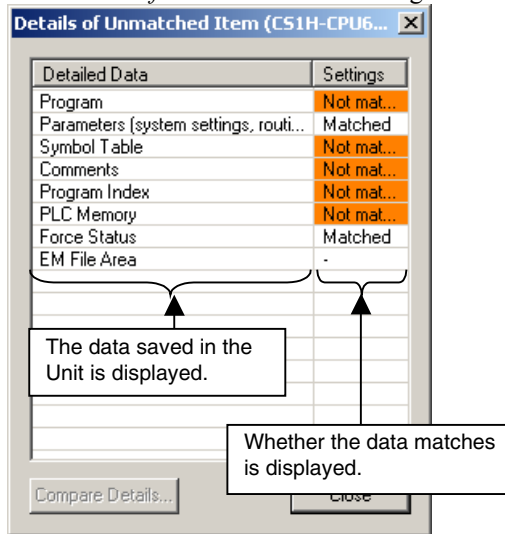 Details of Unmatched Item (CS1H-CPU6... X
Detailed Data Settings
Program Not mat...
Parameters (system settings, routi... Matched
Symbol Table Not mat...
Comments Not mat...
Program Index Not mat...
PLC Memory Not mat...
Force Status Matched
EM File Area -
The data saved in the
Unit is displayed.
Whether the data matches
is displayed.
Compare Details... Close